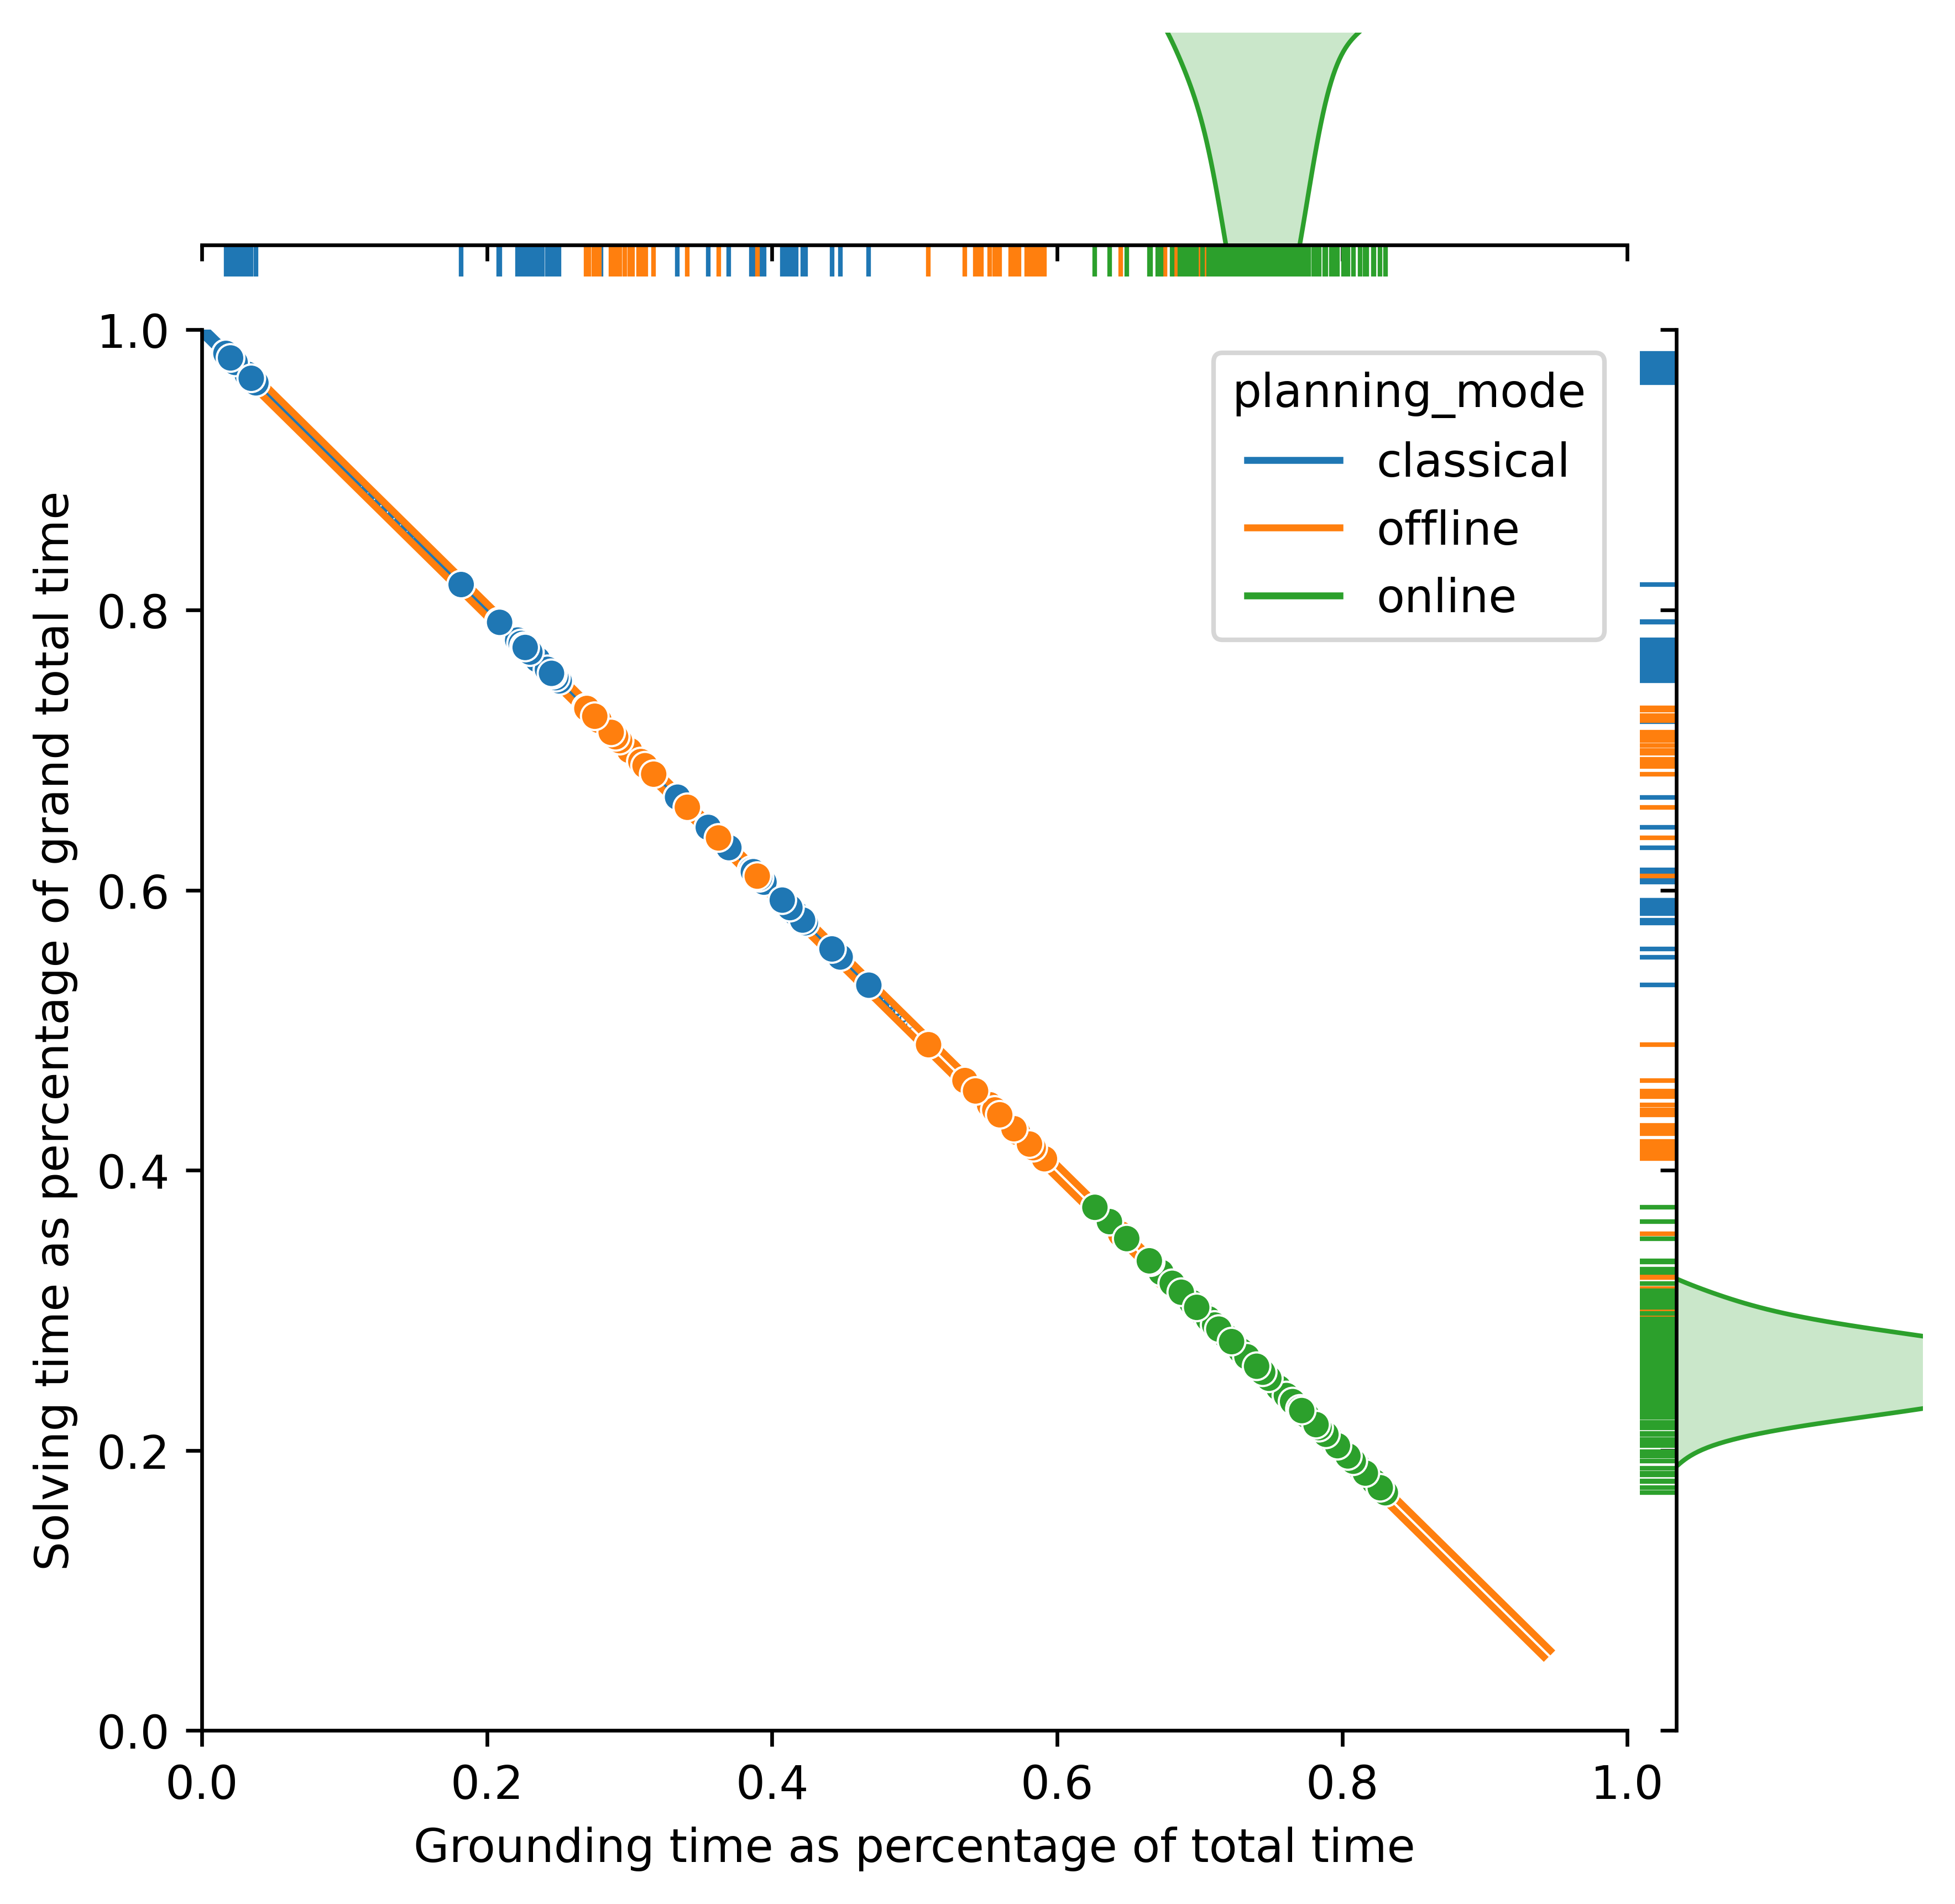 1.0
0.8
0.6
0.4
0.2
0.0
Solving time as percentage of grand total time
planning_mode
classical
offline
online
0.0 0.2 0.4 0.6 0.8 1.0
Grounding time as percentage of total time